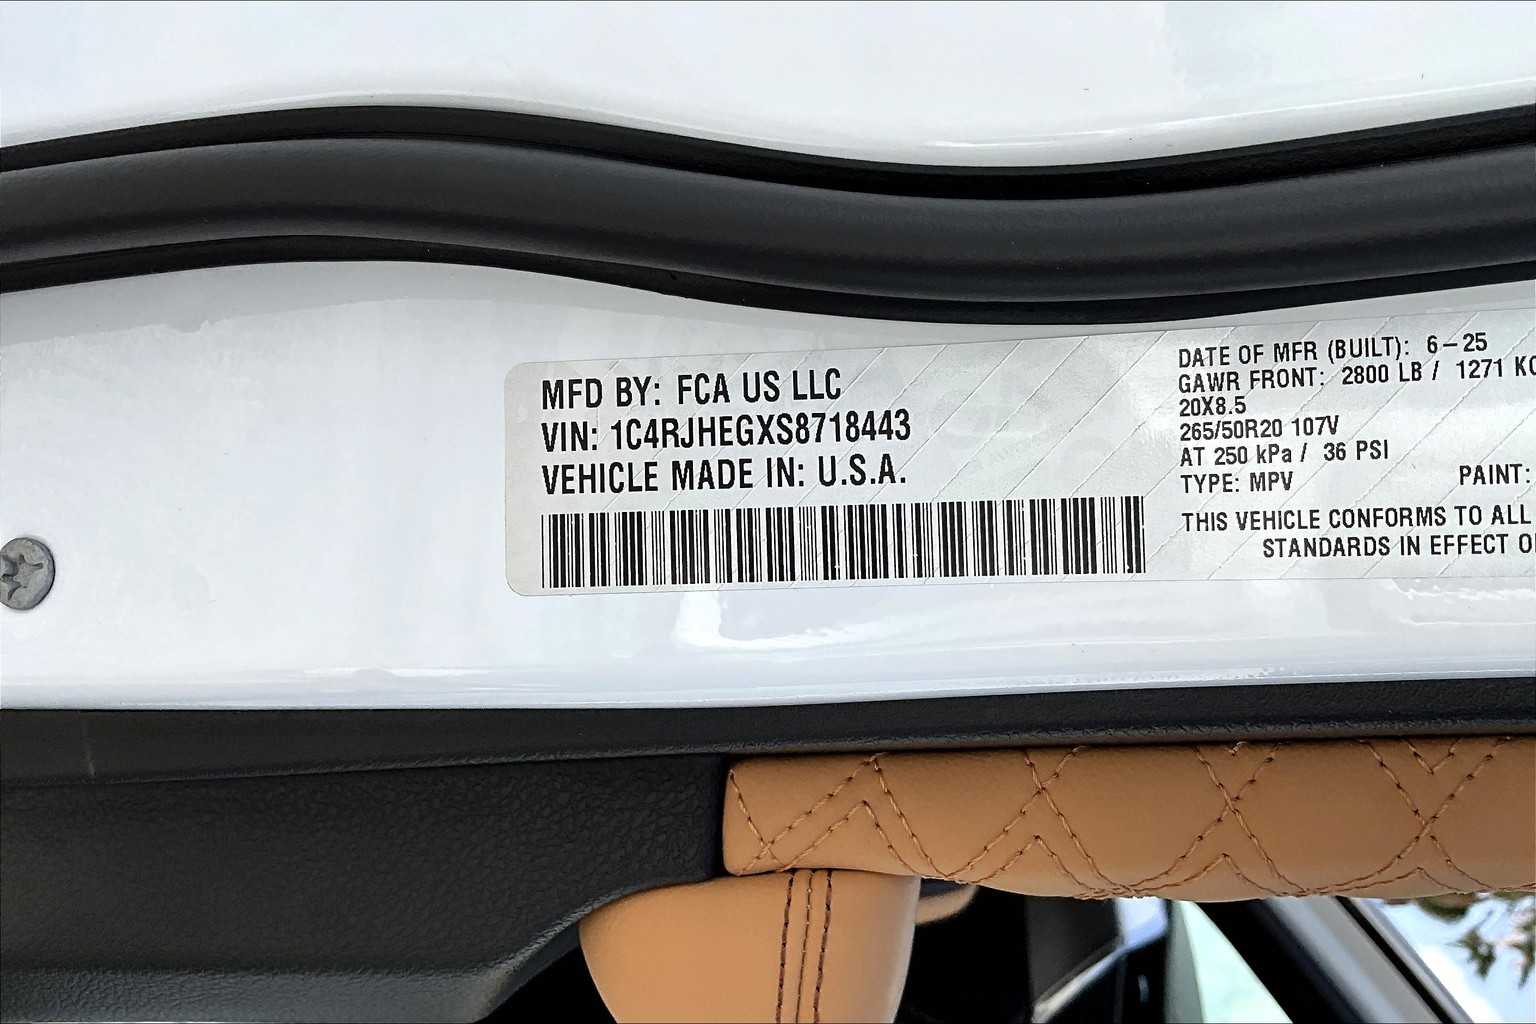 MFD BY: FCA US LLC
VIN: 1C4RJHEGXS8718443
VEHICLE MADE IN: U.S.A.
DATE OF MFR (BUILT): 6-25
GAWR FRONT: 2800 LB / 1271 KG
20X8.5
265/50R20 107V
AT 250 kPa / 36 PSI
TYPE: MPV PAINT:
THIS VEHICLE CONFORMS TO ALL
STANDARDS IN EFFECT